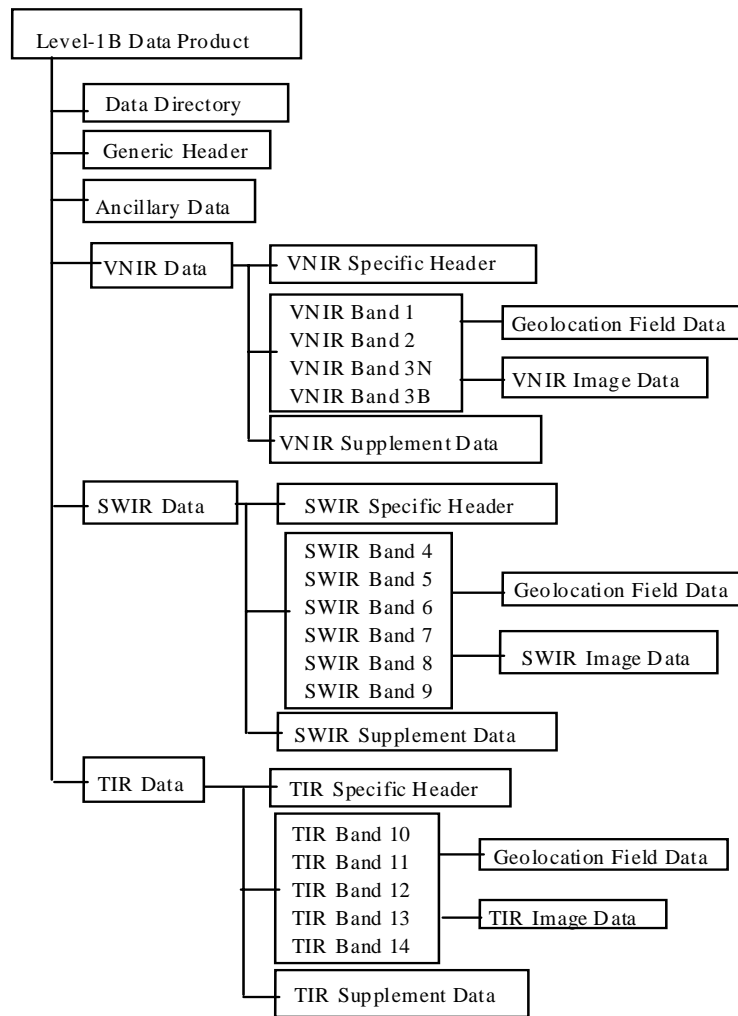 Level-1B Data Product
Data Directory
Generic Header
Ancillary Data
VNIR Data
VNIR Specific Header
VNIR Band 1
VNIR Band 2
VNIR Band 3N
VNIR Band 3B
Geolocation Field Data
VNIR Image Data
VNIR Supplement Data
SWIR Data
SWIR Specific Header
SWIR Band 4
SWIR Band 5
SWIR Band 6
SWIR Band 7
SWIR Band 8
SWIR Band 9
Geolocation Field Data
SWIR Image Data
SWIR Supplement Data
TIR Data
TIR Specific Header
TIR Band 10
TIR Band 11
TIR Band 12
TIR Band 13
TIR Band 14
Geolocation Field Data
TIR Image Data
TIR Supplement Data